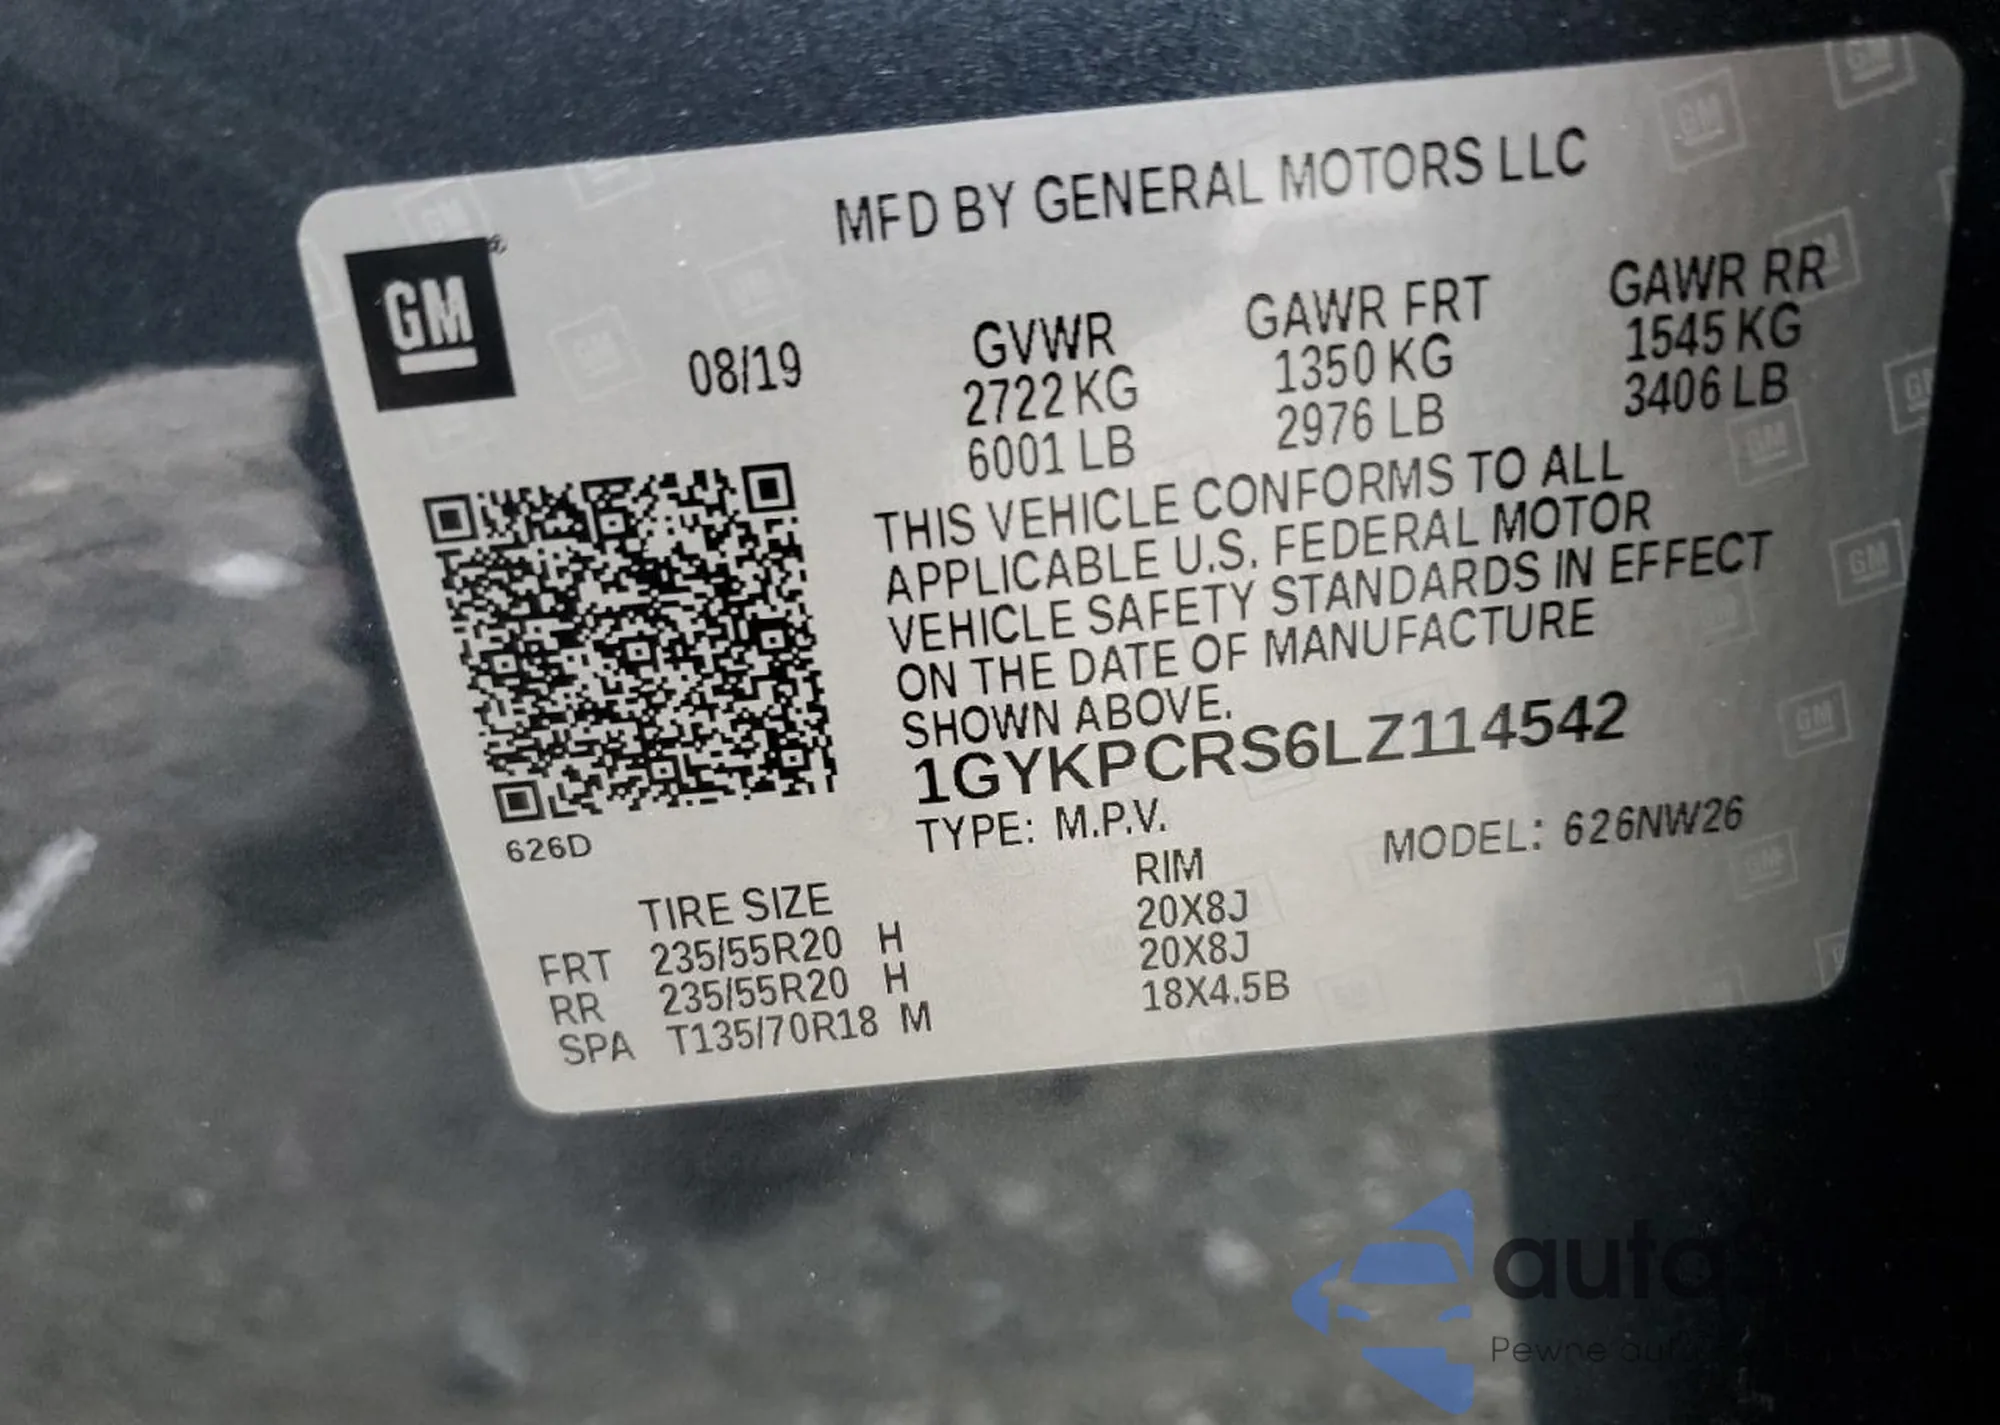 MFD BY GENERAL MOTORS LLC
GM
08/19
GVWR GAWR FRT GAWR RR
2722 KG 1350 KG 1545 KG
6001 LB 2976 LB 3406 LB
THIS VEHICLE CONFORMS TO ALL
APPLICABLE U.S. FEDERAL MOTOR
VEHICLE SAFETY STANDARDS IN EFFECT
ON THE DATE OF MANUFACTURE
SHOWN ABOVE.
1GYKPCRS6LZ114542
TYPE: M.P.V. MODEL: 626NW26
626D
TIRE SIZE RIM
FRT 235/55R20 H 20X8J
RR 235/55R20 H 20X8J
SPA T135/70R18 M 18X4.5B
Pewne